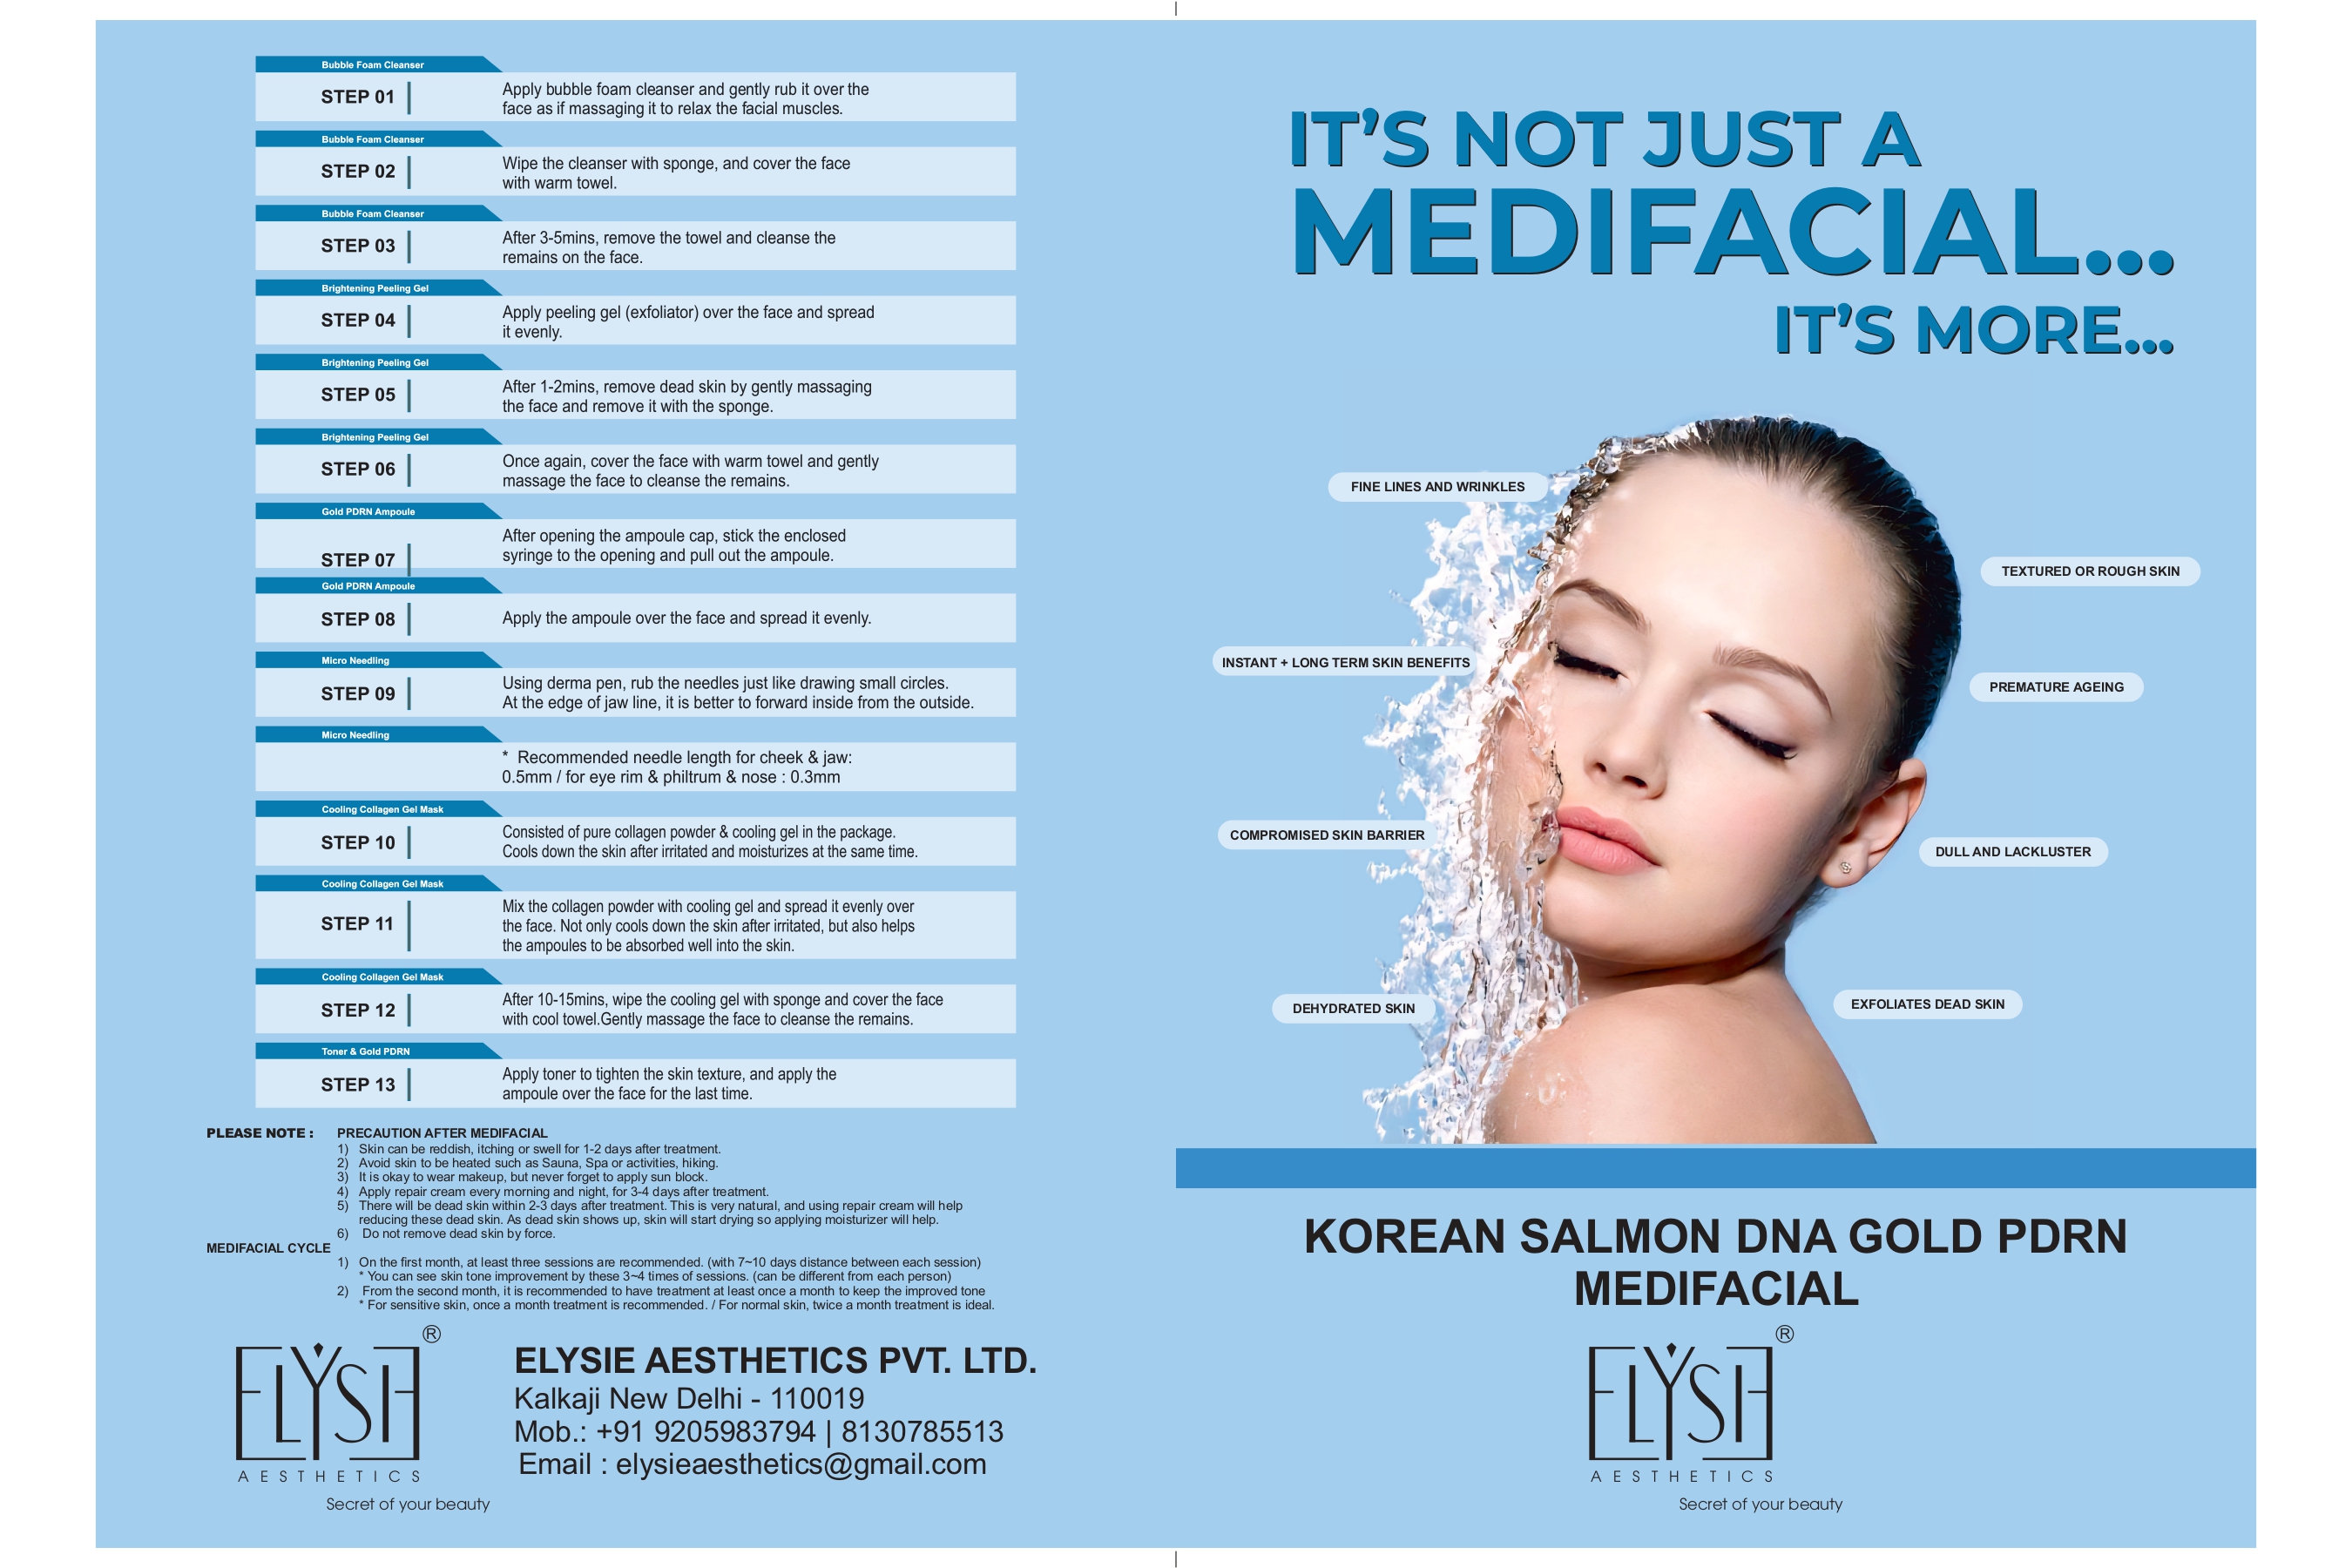 Bubble Foam Cleanser
STEP 01
Apply bubble foam cleanser and gently rub it over the
face as if massaging it to relax the facial muscles.
Bubble Foam Cleanser
STEP 02
Wipe the cleanser with sponge, and cover the face
with warm towel.
Bubble Foam Cleanser
STEP 03
After 3-5mins, remove the towel and cleanse the
remains on the face.
Brightening Peeling Gel
STEP 04
Apply peeling gel (exfoliator) over the face and spread
it evenly.
Brightening Peeling Gel
STEP 05
After 1-2mins, remove dead skin by gently massaging
the face and remove it with the sponge.
Brightening Peeling Gel
STEP 06
Once again, cover the face with warm towel and gently
massage the face to cleanse the remains.
Gold PDRN Ampoule
STEP 07
After opening the ampoule cap, stick the enclosed
syringe to the opening and pull out the ampoule.
Gold PDRN Ampoule
STEP 08
Apply the ampoule over the face and spread it evenly.
Micro Needling
STEP 09
Using derma pen, rub the needles just like drawing small circles.
At the edge of jaw line, it is better to forward inside from the outside.
Micro Needling
* Recommended needle length for cheek & jaw:
0.5mm / for eye rim & philtrum & nose : 0.3mm
Cooling Collagen Gel Mask
STEP 10
Consisted of pure collagen powder & cooling gel in the package.
Cools down the skin after irritated and moisturizes at the same time.
Cooling Collagen Gel Mask
STEP 11
Mix the collagen powder with cooling gel and spread it evenly over
the face. Not only cools down the skin after irritated, but also helps
the ampoules to be absorbed well into the skin.
Cooling Collagen Gel Mask
STEP 12
After 10-15mins, wipe the cooling gel with sponge and cover the face
with cool towel.Gently massage the face to cleanse the remains.
Toner & Gold PDRN
STEP 13
Apply toner to tighten the skin texture, and apply the
ampoule over the face for the last time.
PLEASE NOTE : PRECAUTION AFTER MEDIFACIAL
1) Skin can be reddish, itching or swell for 1-2 days after treatment.
2) Avoid skin to be heated such as Sauna, Spa or activities, hiking.
3) It is okay to wear makeup, but never forget to apply sun block.
4) Apply repair cream every morning and night, for 3-4 days after treatment.
5) There will be dead skin within 2-3 days after treatment. This is very natural, and using repair cream will help
reducing these dead skin. As dead skin shows up, skin will start drying so applying moisturizer will help.
6) Do not remove dead skin by force.
MEDIFACIAL CYCLE
1) On the first month, at least three sessions are recommended. (with 7~10 days distance between each session)
* You can see skin tone improvement by these 3~4 times of sessions. (can be different from each person)
2) From the second month, it is recommended to have treatment at least once a month to keep the improved tone
* For sensitive skin, once a month treatment is recommended. / For normal skin, twice a month treatment is ideal.
ELYSIE ®
AESTHETICS
Secret of your beauty
ELYSIE AESTHETICS PVT. LTD.
Kalkaji New Delhi - 110019
Mob.: +91 9205983794 | 8130785513
Email : elysieaesthetics@gmail.com
IT'S NOT JUST A
MEDIFACIAL...
IT'S MORE...
FINE LINES AND WRINKLES
TEXTURED OR ROUGH SKIN
INSTANT + LONG TERM SKIN BENEFITS
PREMATURE AGEING
COMPROMISED SKIN BARRIER
DULL AND LACKLUSTER
DEHYDRATED SKIN
EXFOLIATES DEAD SKIN
KOREAN SALMON DNA GOLD PDRN
MEDIFACIAL
ELYSIE ®
AESTHETICS
Secret of your beauty